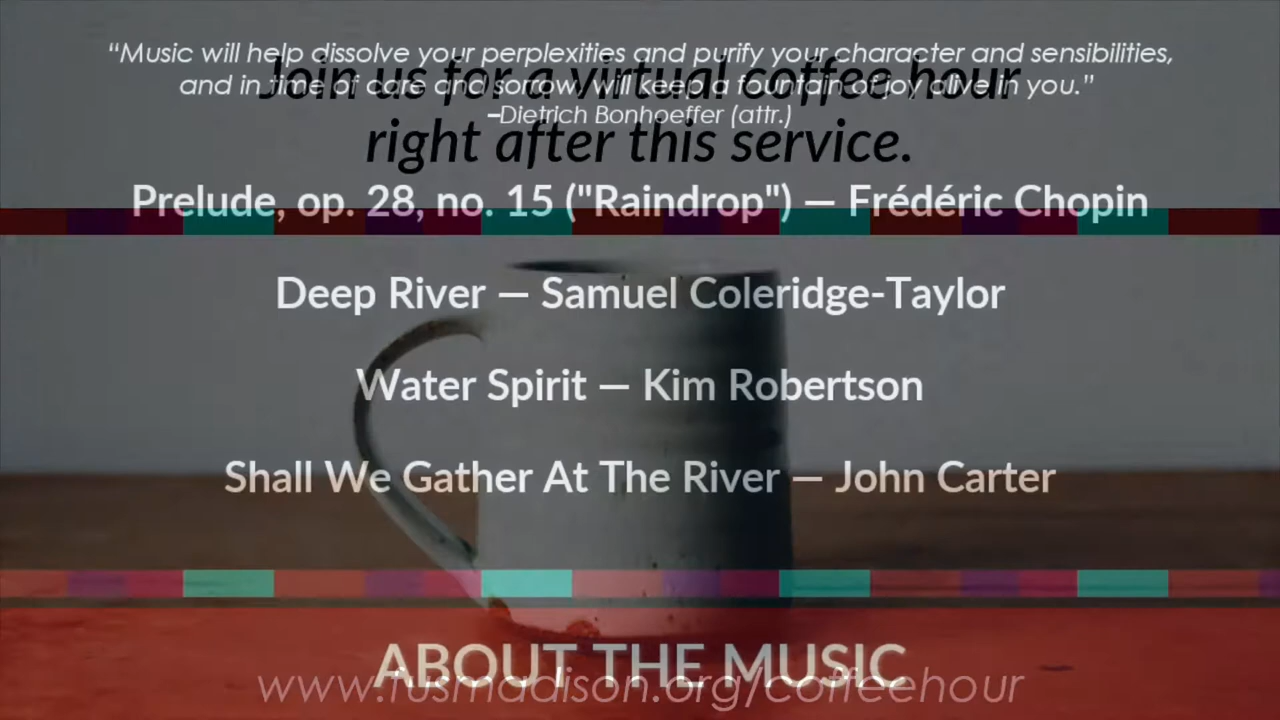 “Music will help dissolve your perplexities and purify your character and sensibilities,
and in time of care and sorrow, will keep a fountain of joy alive in you.”
–Dietrich Bonhoeffer (attr.)
Join us for a virtual coffee hour
right after this service.
Prelude, op. 28, no. 15 ("Raindrop") — Frédéric Chopin
Deep River — Samuel Coleridge-Taylor
Water Spirit — Kim Robertson
Shall We Gather At The River — John Carter
ABOUT THE MUSIC
www.fusmadison.org/coffeehour